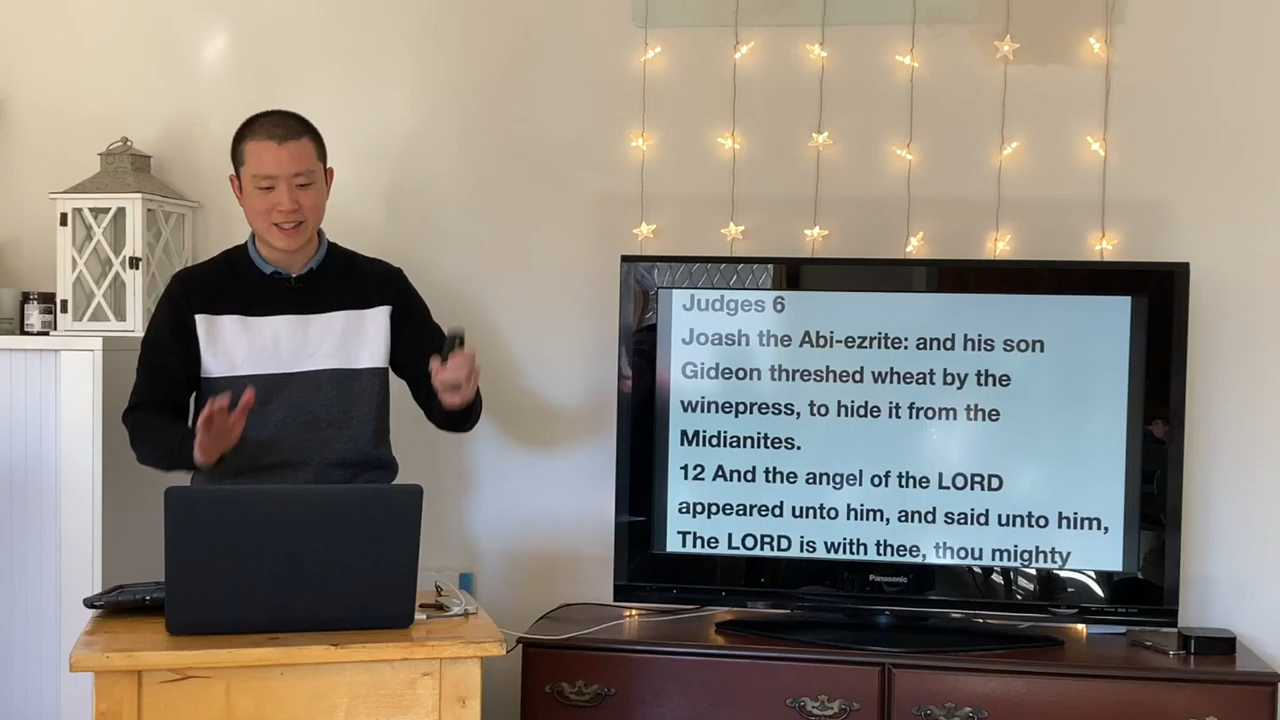 Judges 6
Joash the Abi-ezrite: and his son
Gideon threshed wheat by the
winepress, to hide it from the
Midianites.
12 And the angel of the LORD
appeared unto him, and said unto him,
The LORD is with thee, thou mighty
Panasonic